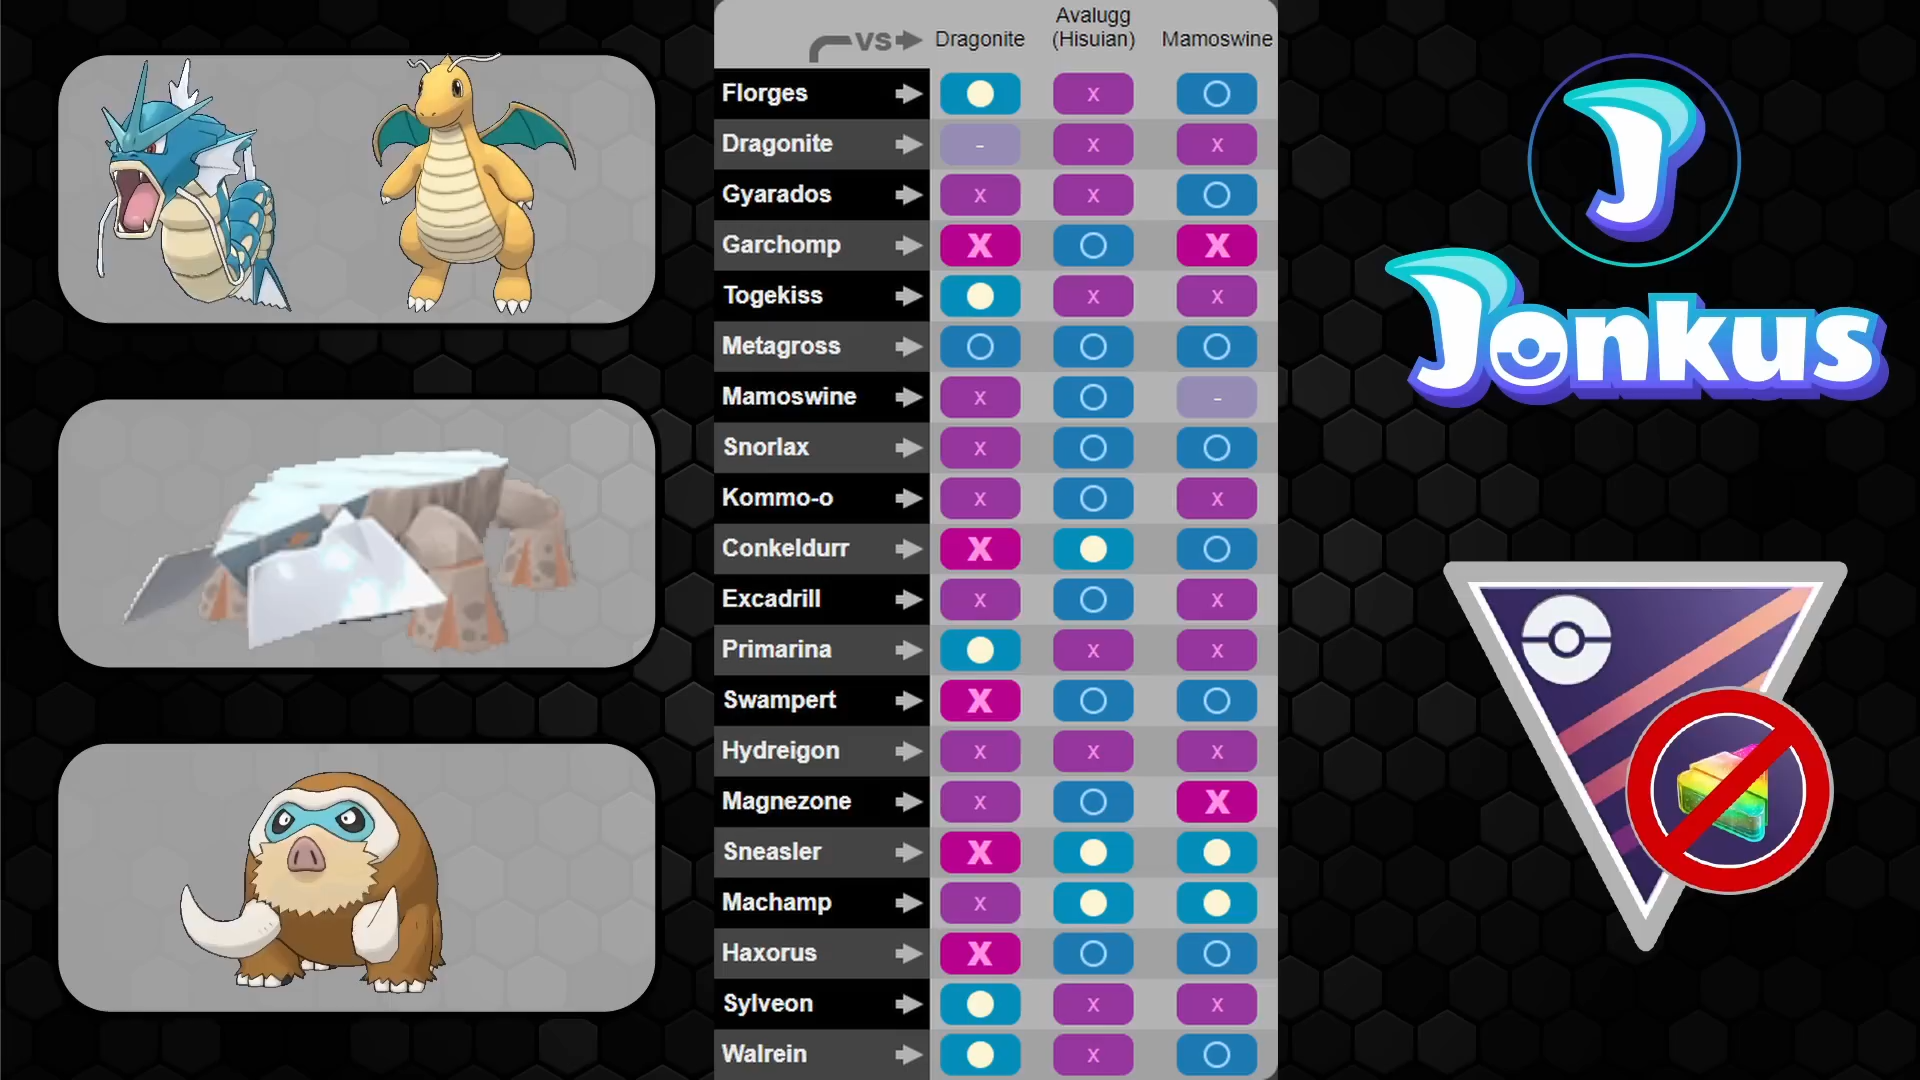 VS Dragonite Avalugg (Hisuian) Mamoswine
Florges x
Dragonite - x x
Gyarados x x
Garchomp X X
Togekiss x x
Metagross
Mamoswine x -
Snorlax x
Kommo-o x x
Conkeldurr X
Excadrill x x
Primarina x x
Swampert X
Hydreigon x x x
Magnezone x X
Sneasler X
Machamp x
Haxorus X
Sylveon x x
Walrein x
J
Jonkus